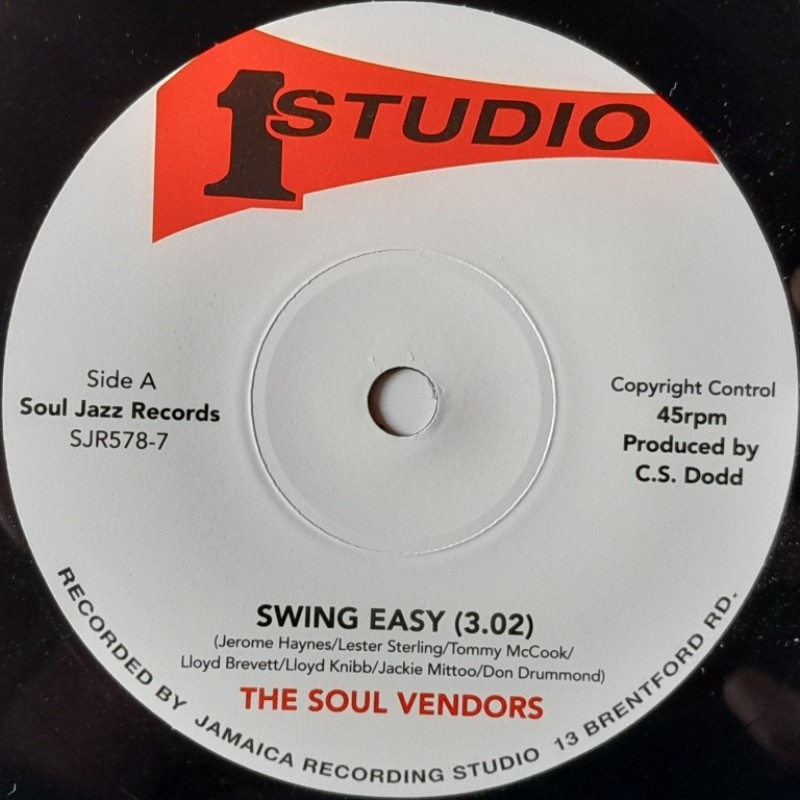 1 STUDIO
Side A
Soul Jazz Records
SJR578-7
Copyright Control
45rpm
Produced by
C.S. Dodd
SWING EASY (3.02)
(Jerome Haynes/Lester Sterling/Tommy McCook/
Lloyd Brevett/Lloyd Knibb/Jackie Mittoo/Don Drummond)
THE SOUL VENDORS
RECORDED BY JAMAICA RECORDING STUDIO 13 BRENTFORD RD.